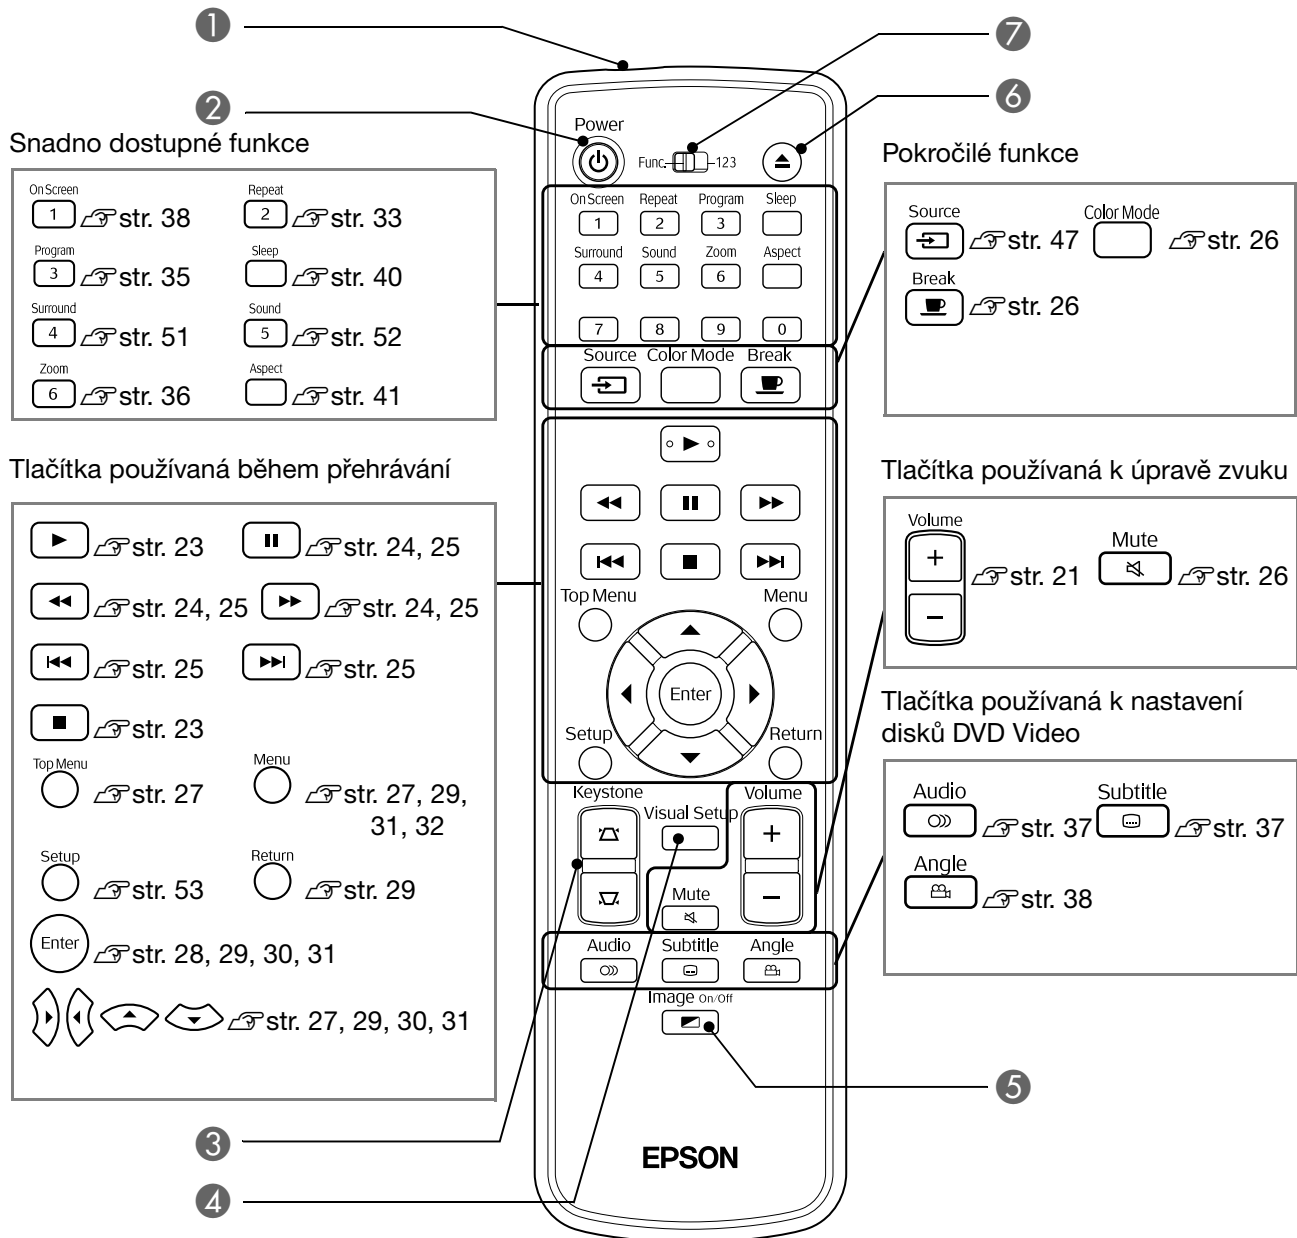 1
7
2
6
Snadno dostupné funkce
On Screen
1 str. 38
Repeat
2 str. 33
Program
3 str. 35
Sleep
str. 40
Surround
4 str. 51
Sound
5 str. 52
Zoom
6 str. 36
Aspect
str. 41
Tlačítka používaná během přehrávání
str. 23
str. 24, 25
str. 24, 25
str. 24, 25
str. 25
str. 25
str. 23
Top Menu
str. 27
Menu
str. 27, 29,
31, 32
Setup
str. 53
Return
str. 29
Enter str. 28, 29, 30, 31
str. 27, 29, 30, 31
3
4
Power
Func. 123
On Screen Repeat Program Sleep
1 2 3
Surround Sound Zoom Aspect
4 5 6
7 8 9 0
Source Color Mode Break
Top Menu Menu
Enter
Setup Return
Keystone Visual Setup Volume
+
Mute
−
Audio Subtitle Angle
Image On/Off
EPSON
Pokročilé funkce
Source
str. 47
Color Mode
str. 26
Break
str. 26
Tlačítka používaná k úpravě zvuku
Volume
+
−
str. 21
Mute
str. 26
Tlačítka používaná k nastavení
disků DVD Video
Audio
str. 37
Subtitle
str. 37
Angle
str. 38
5